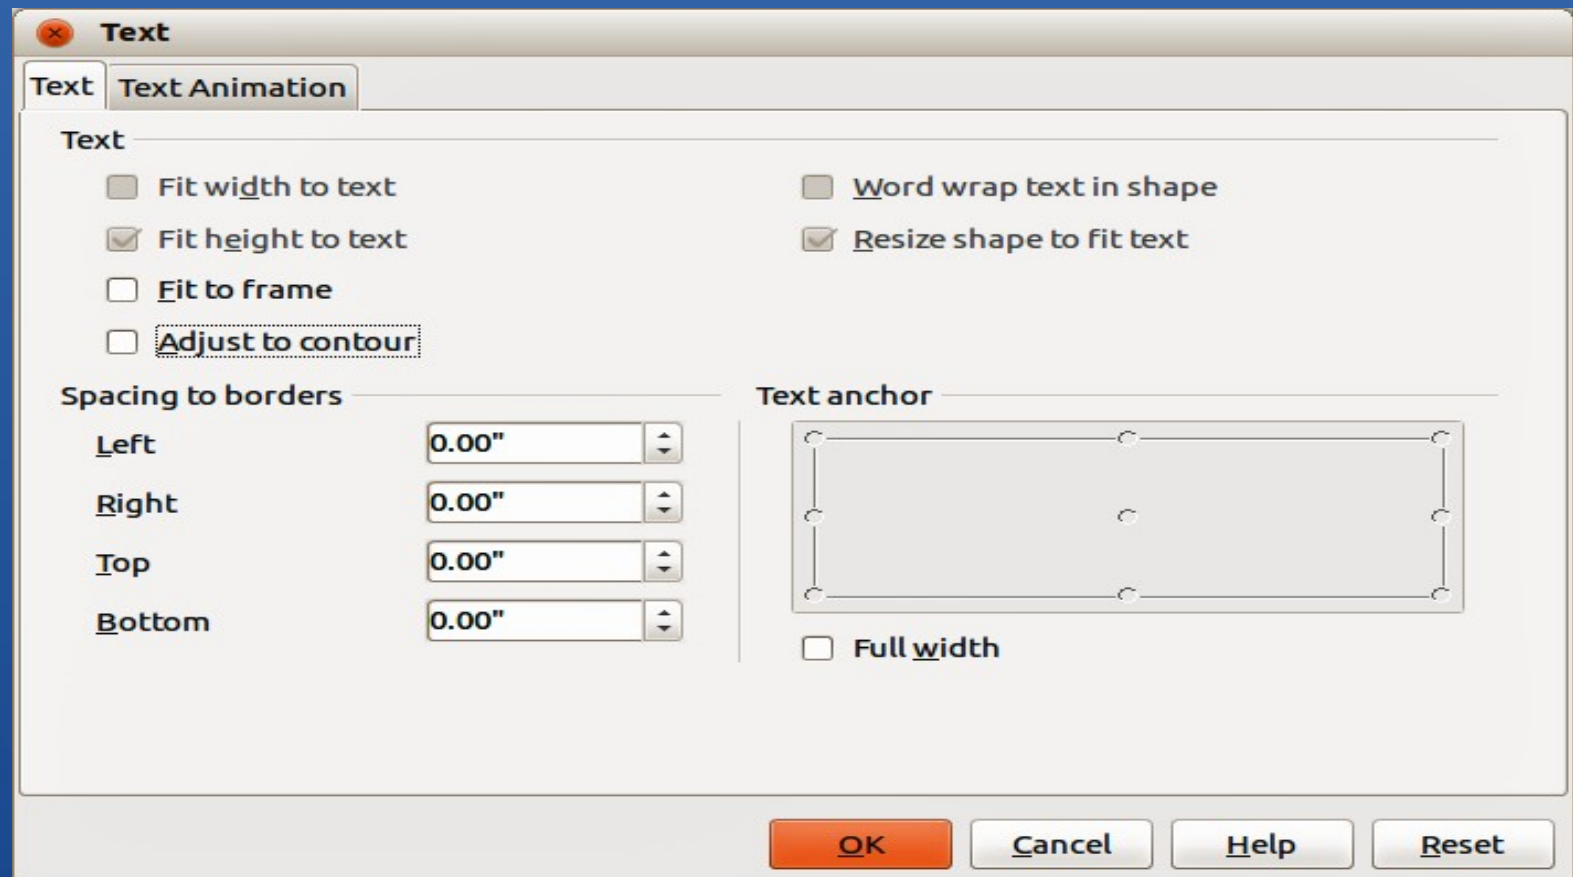 Text
Text Text Animation
Text
Fit width to text Word wrap text in shape
Fit height to text Resize shape to fit text
Fit to frame
Adjust to contour
Spacing to borders Text anchor
Left 0.00"
Right 0.00"
Top 0.00"
Bottom 0.00"
Full width
OK Cancel Help Reset